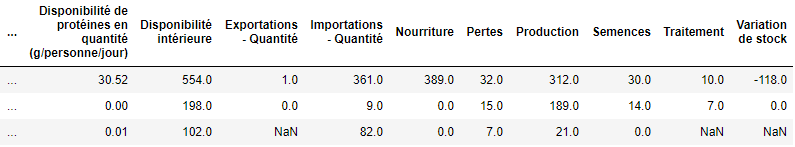 ... Disponibilité de protéines en quantité (g/personne/jour) Disponibilité intérieure Exportations - Quantité Importations - Quantité Nourriture Pertes Production Semences Traitement Variation de stock
... 30.52 554.0 1.0 361.0 389.0 32.0 312.0 30.0 10.0 -118.0
... 0.00 198.0 0.0 9.0 0.0 15.0 189.0 14.0 7.0 0.0
... 0.01 102.0 NaN 82.0 0.0 7.0 21.0 0.0 NaN NaN